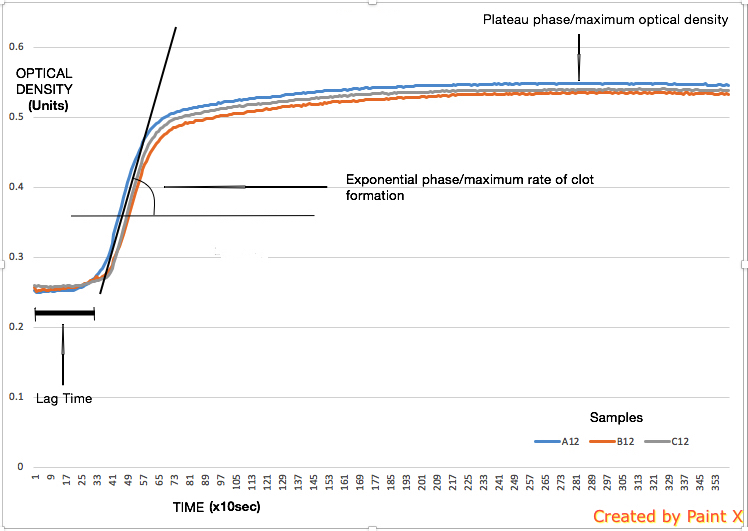 Plateau phase/maximum optical density
0.6
OPTICAL
DENSITY
(Units)
0.5
Exponential phase/maximum rate of clot
formation
0.4
0.3
0.2
Lag Time
0.1
Samples
A12 B12 C12
0
1 9 17 25 33 41 49 57 65 73 81 89 97 105 113 121 129 137 145 153 161 169 177 185 193 201 209 217 225 233 241 249 257 265 273 281 289 297 305 313 321 329 337 345 353
TIME (x10sec)
Created by Paint X